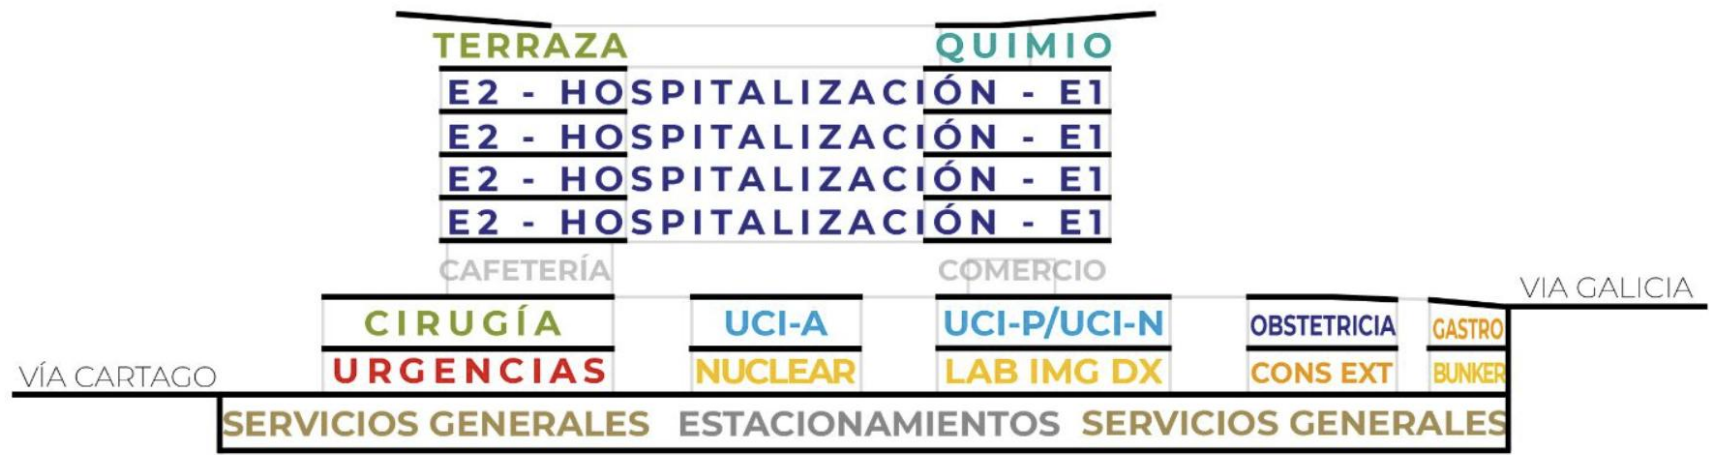 TERRAZA QUIMIO
E2 - HOSPITALIZACIÓN - E1
E2 - HOSPITALIZACIÓN - E1
E2 - HOSPITALIZACIÓN - E1
E2 - HOSPITALIZACIÓN - E1
CAFETERÍA COMERCIO
VIA GALICIA
CIRUGÍA UCI-A UCI-P/UCI-N OBSTETRICIA GASTRO
VÍA CARTAGO URGENCIAS NUCLEAR LAB IMG DX CONS EXT BUNKER
SERVICIOS GENERALES ESTACIONAMIENTOS SERVICIOS GENERALES